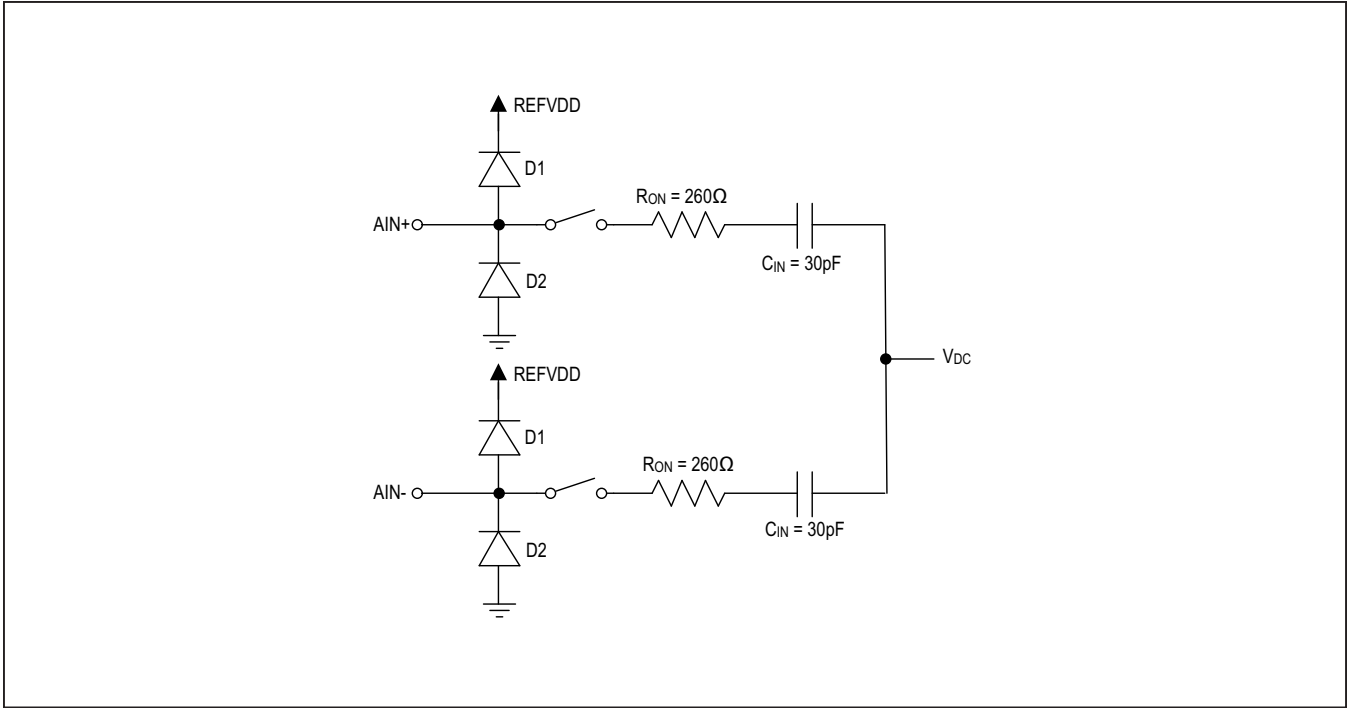 REFVDD
D1
RON = 260Ω
AIN+
CIN = 30pF
D2
VDC
REFVDD
D1
RON = 260Ω
AIN-
CIN = 30pF
D2